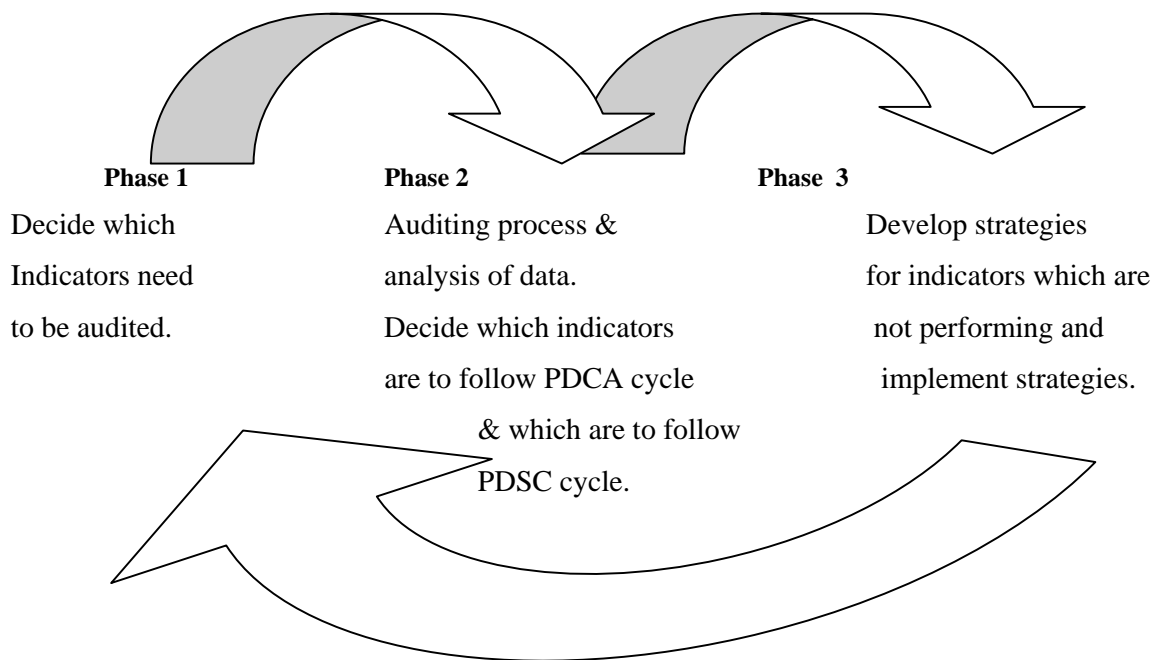 Phase 1
Decide which
Indicators need
to be audited.
Phase 2
Auditing process &
analysis of data.
Decide which indicators
are to follow PDCA cycle
& which are to follow
PDSC cycle.
Phase 3
Develop strategies
for indicators which are
not performing and
implement strategies.